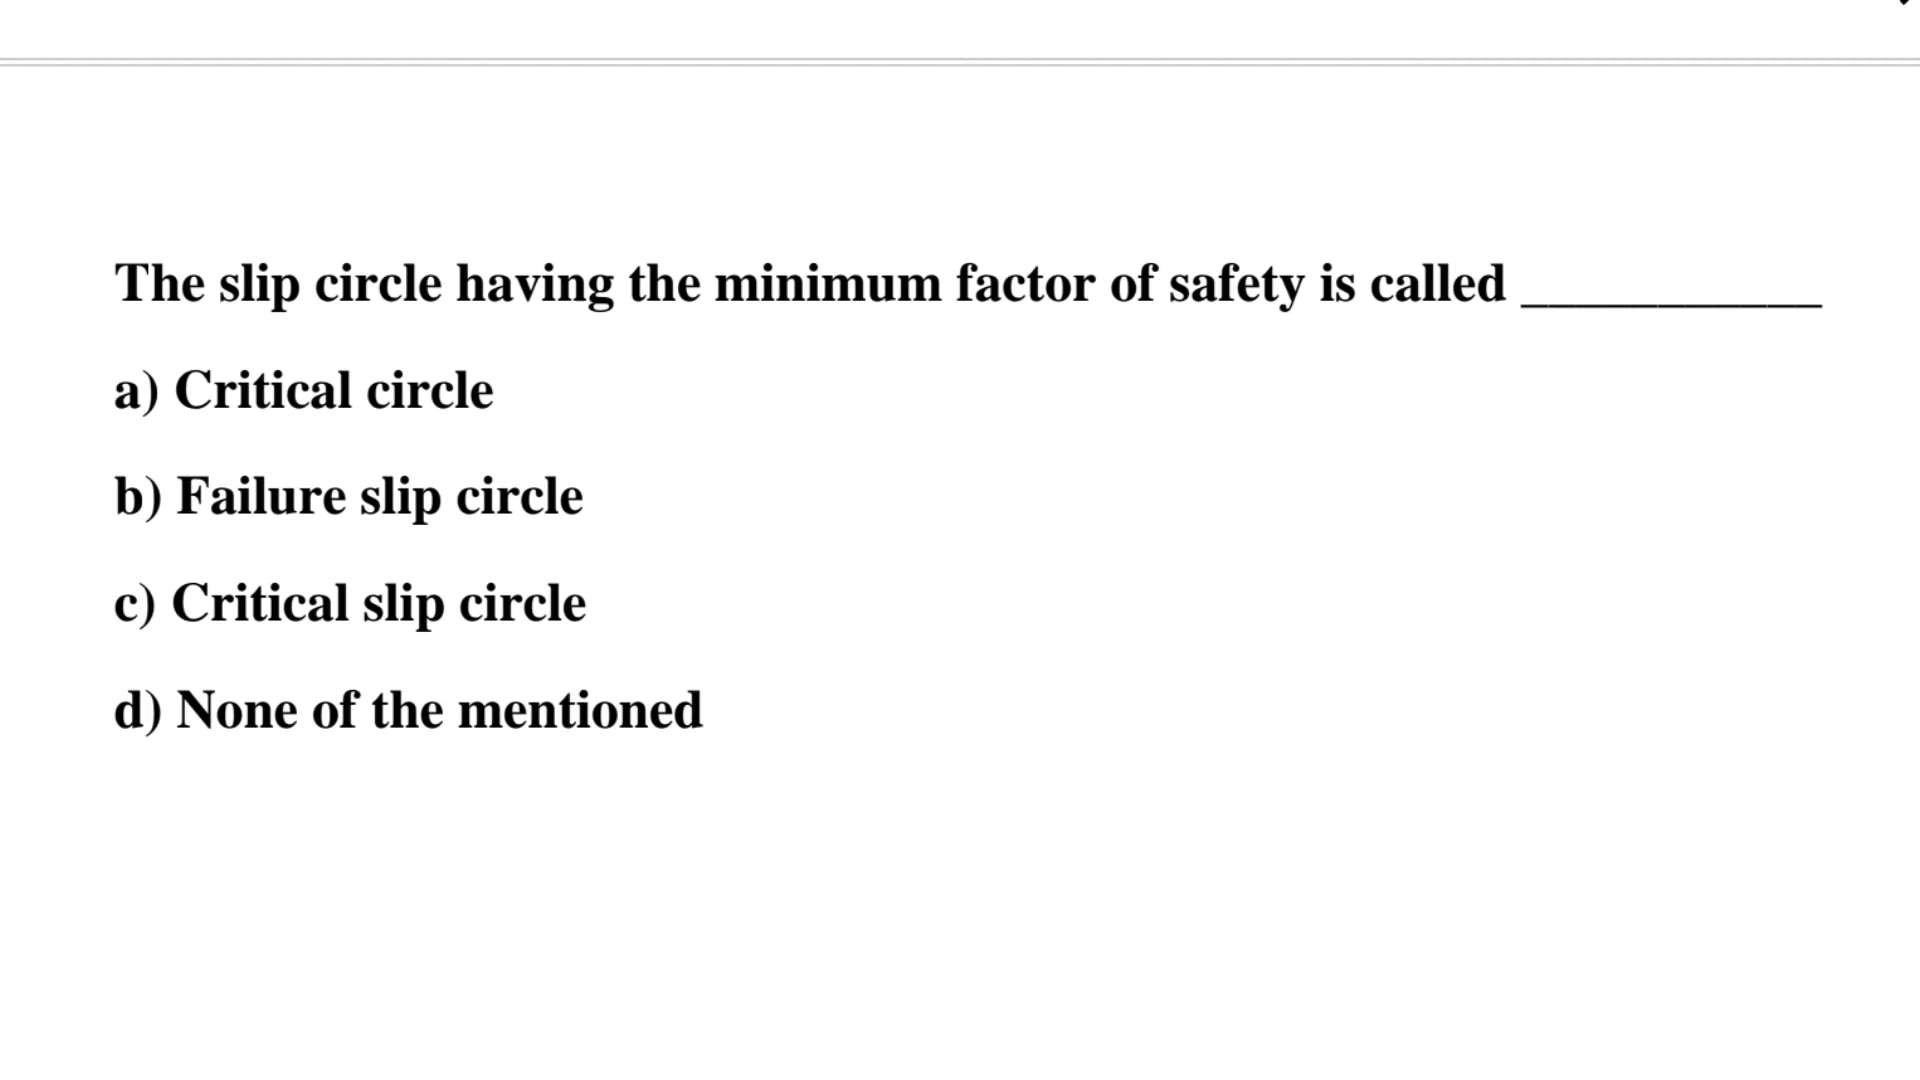 The slip circle having the minimum factor of safety is called ___________
a) Critical circle
b) Failure slip circle
c) Critical slip circle
d) None of the mentioned